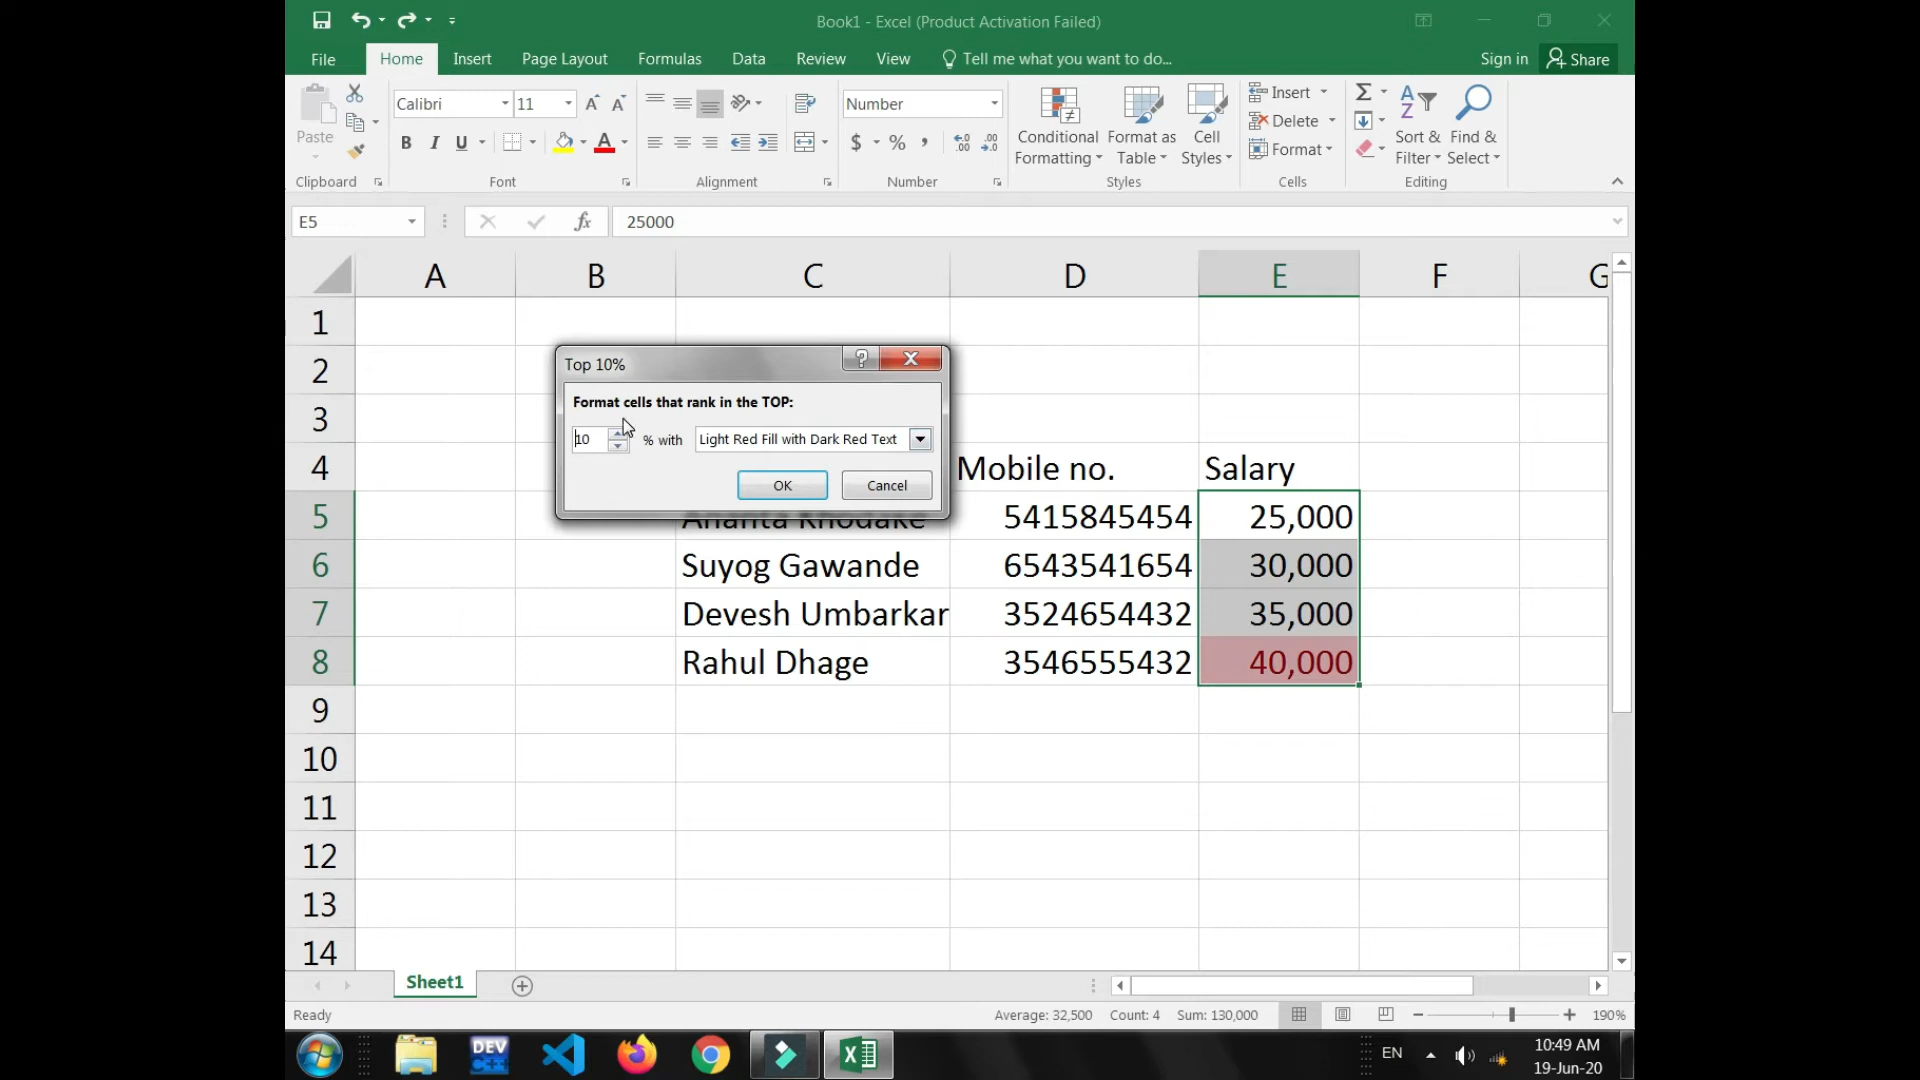 Book1 - Excel (Product Activation Failed)
File Home Insert Page Layout Formulas Data Review View Tell me what you want to do... Sign in Share
Paste
Calibri 11
B I U A
Number
$ % ,
Conditional Formatting
Format as Table
Cell Styles
Insert
Delete
Format
Sort & Filter
Find & Select
Clipboard Font Alignment Number Styles Cells Editing
E5 fx 25000
A B C D E F G
1
2
3
Top 10%
Format cells that rank in the TOP:
10 % with Light Red Fill with Dark Red Text
OK Cancel
4 Mobile no. Salary
5 Ananta Khodake 5415845454 25,000
6 Suyog Gawande 6543541654 30,000
7 Devesh Umbarkar 3524654432 35,000
8 Rahul Dhage 3546555432 40,000
9
10
11
12
13
14
Sheet1
Ready Average: 32,500 Count: 4 Sum: 130,000 190%
DEV C++
EN 10:49 AM
19-Jun-20